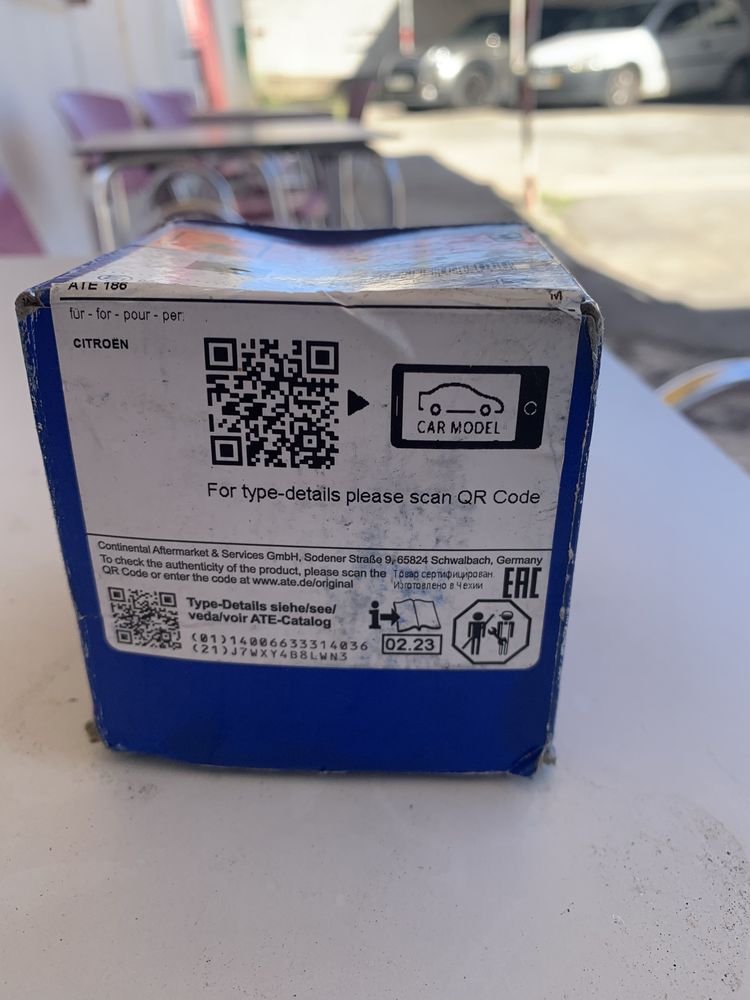 ATE 186
M
für - for - pour - per:
CITROËN
CAR MODEL
For type-details please scan QR Code
Continental Aftermarket & Services GmbH, Sodener Straße 9, 65824 Schwalbach, Germany
To check the authenticity of the product, please scan the
QR Code or enter the code at www.ate.de/original
Товар сертифицирован.
Изготовлено в Чехии
EAC
Type-Details siehe/see/
veda/voir ATE-Catalog
(01)14006633314036
(21)J7WXY4B8LWN3
i
02.23